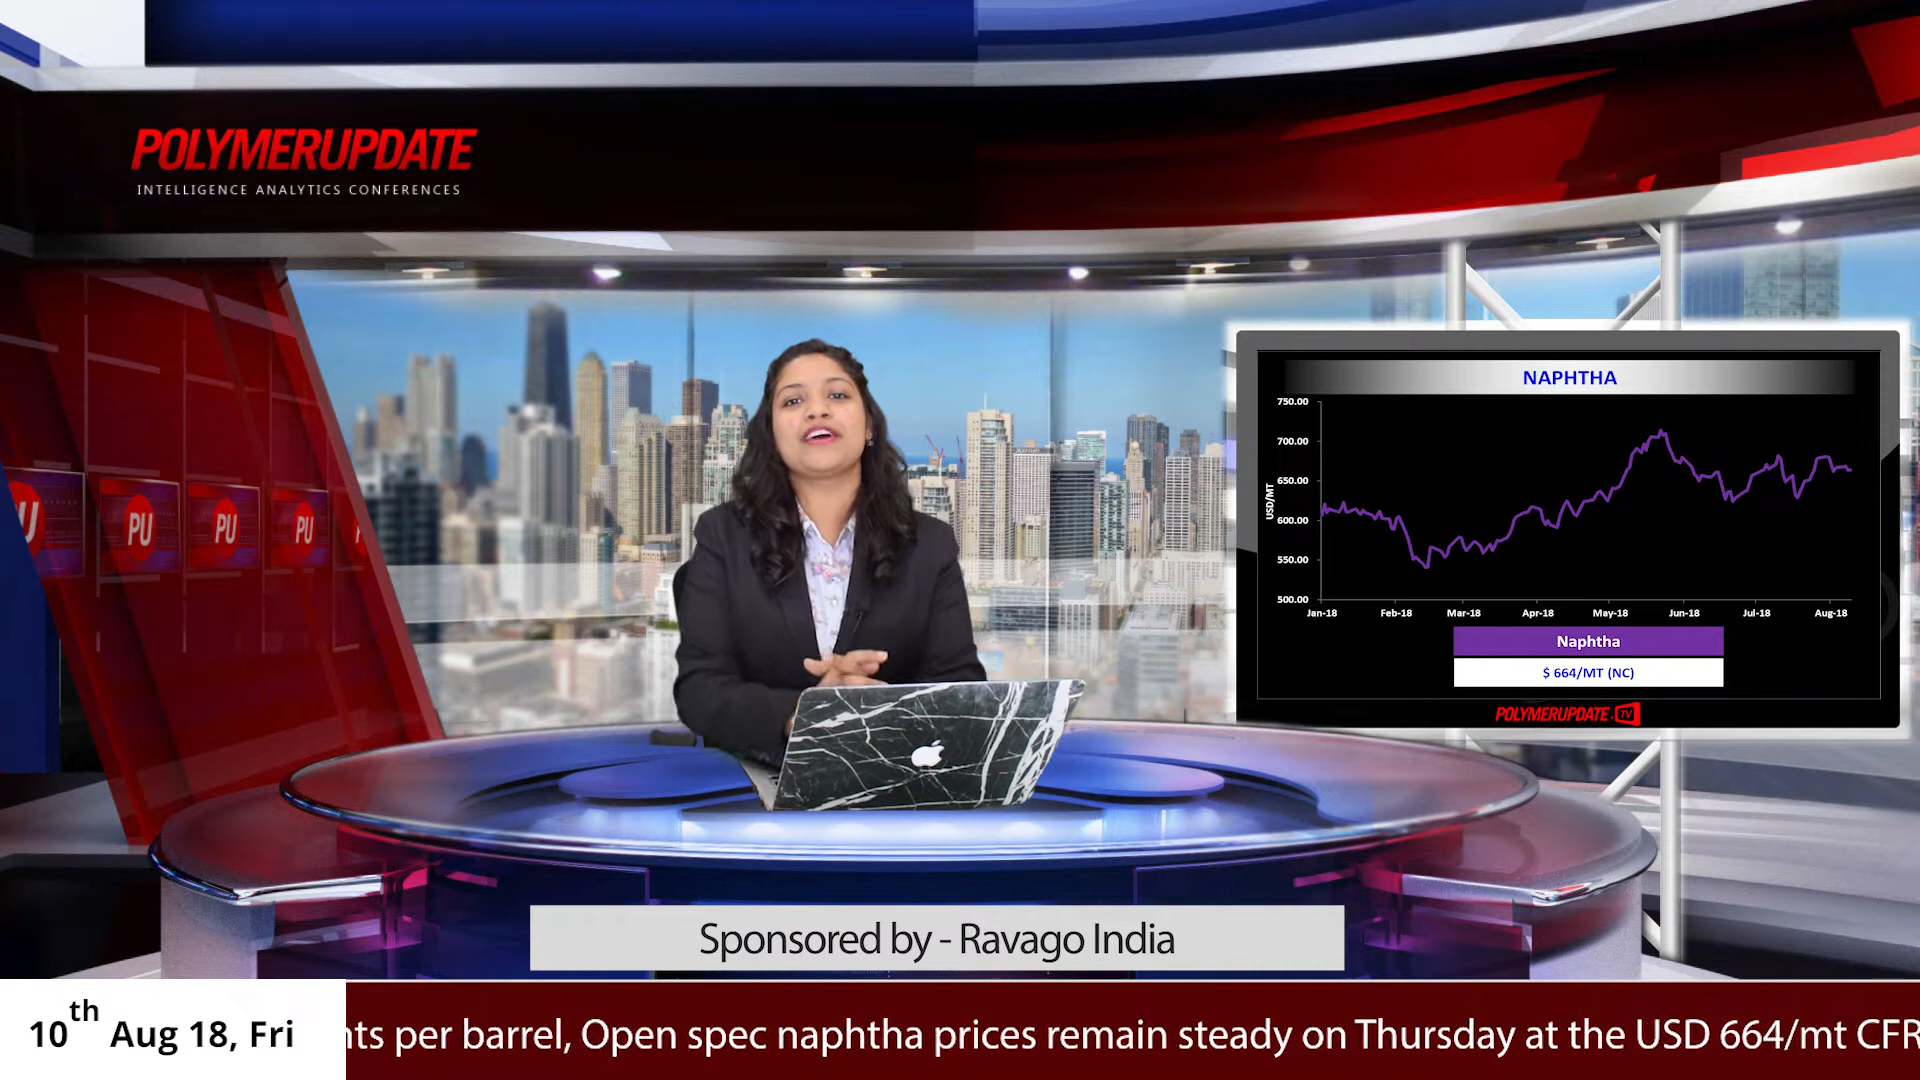 POLYMERUPDATE
INTELLIGENCE ANALYTICS CONFERENCES
PU
PU
PU
NAPHTHA
750.00
700.00
650.00
600.00
550.00
500.00
USD/MT
Jan-18 Feb-18 Mar-18 Apr-18 May-18 Jun-18 Jul-18 Aug-18
Naphtha
$ 664/MT (NC)
POLYMERUPDATE TV
Sponsored by - Ravago India
10th Aug 18, Fri
per barrel, Open spec naphtha prices remain steady on Thursday at the USD 664/mt CFR